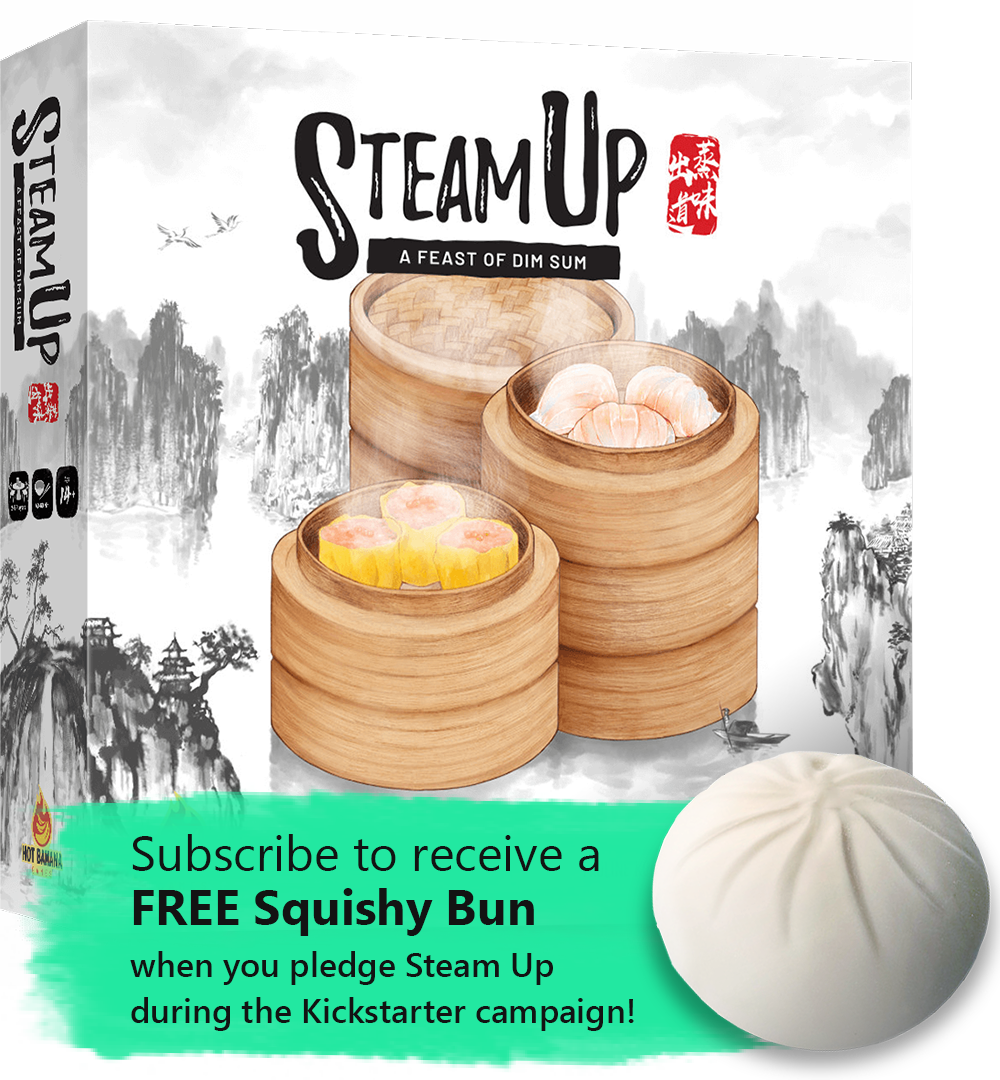 STEAM UP
A FEAST OF DIM SUM
蒸味
出道
STEAM UP
A FEAST OF DIM SUM
14+
HOT BANANA
Subscribe to receive a
FREE Squishy Bun
when you pledge Steam Up
during the Kickstarter campaign!